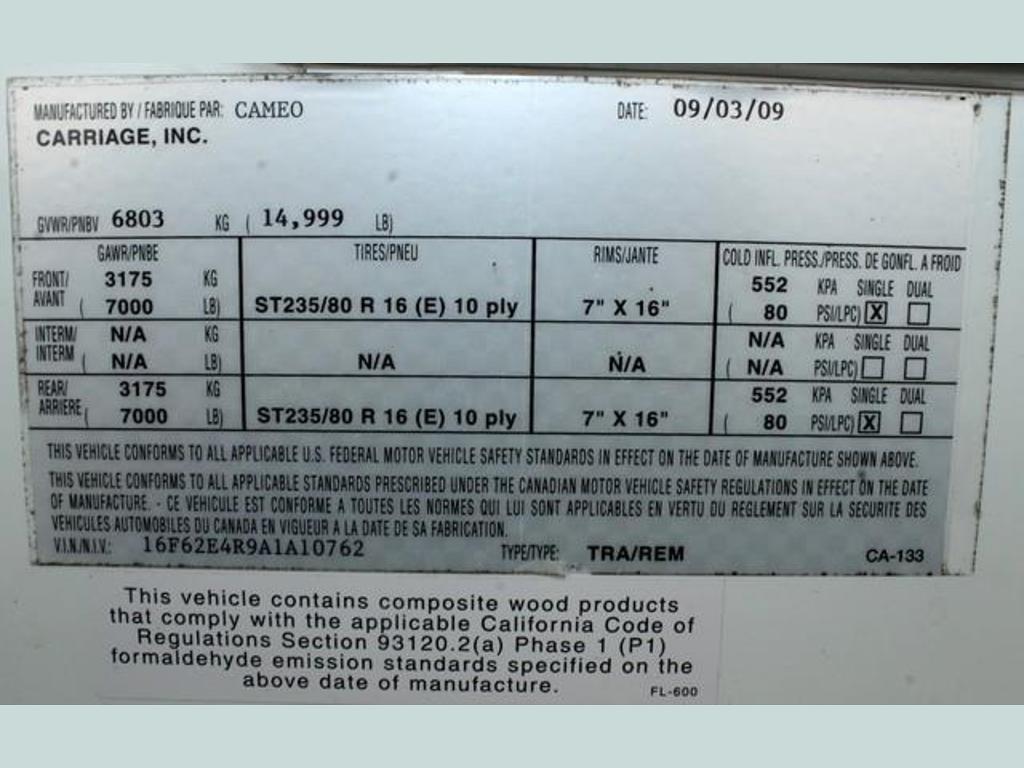 MANUFACTURED BY / FABRIQUE PAR: CAMEO DATE: 09/03/09
CARRIAGE, INC.
GVWR/PNBV 6803 KG ( 14,999 LB)
GAWR/PNBE TIRES/PNEU RIMS/JANTE COLD INFL. PRESS./PRESS. DE GONFL. A FROID
FRONT/ 3175 KG 552 KPA SINGLE DUAL
AVANT ( 7000 LB) ST235/80 R 16 (E) 10 ply 7" X 16" ( 80 PSI/LPC) X
INTERM/ N/A KG N/A KPA SINGLE DUAL
INTERM ( N/A LB) N/A N/A ( N/A PSI/LPC)
REAR/ 3175 KG 552 KPA SINGLE DUAL
ARRIERE ( 7000 LB) ST235/80 R 16 (E) 10 ply 7" X 16" ( 80 PSI/LPC) X
THIS VEHICLE CONFORMS TO ALL APPLICABLE U.S. FEDERAL MOTOR VEHICLE SAFETY STANDARDS IN EFFECT ON THE DATE OF MANUFACTURE SHOWN ABOVE.
THIS VEHICLE CONFORMS TO ALL APPLICABLE STANDARDS PRESCRIBED UNDER THE CANADIAN MOTOR VEHICLE SAFETY REGULATIONS IN EFFECT ON THE DATE
OF MANUFACTURE. - CE VEHICULE EST CONFORME A TOUTES LES NORMES QUI LUI SONT APPLICABLES EN VERTU DU REGLEMENT SUR LA SECURITE DES
VEHICULES AUTOMOBILES DU CANADA EN VIGUEUR A LA DATE DE SA FABRICATION.
V.I.N./N.I.V.: 16F62E4R9A1A10762 TYPE/TYPE: TRA/REM CA-133
This vehicle contains composite wood products
that comply with the applicable California Code of
Regulations Section 93120.2(a) Phase 1 (P1)
formaldehyde emission standards specified on the
above date of manufacture. FL-600